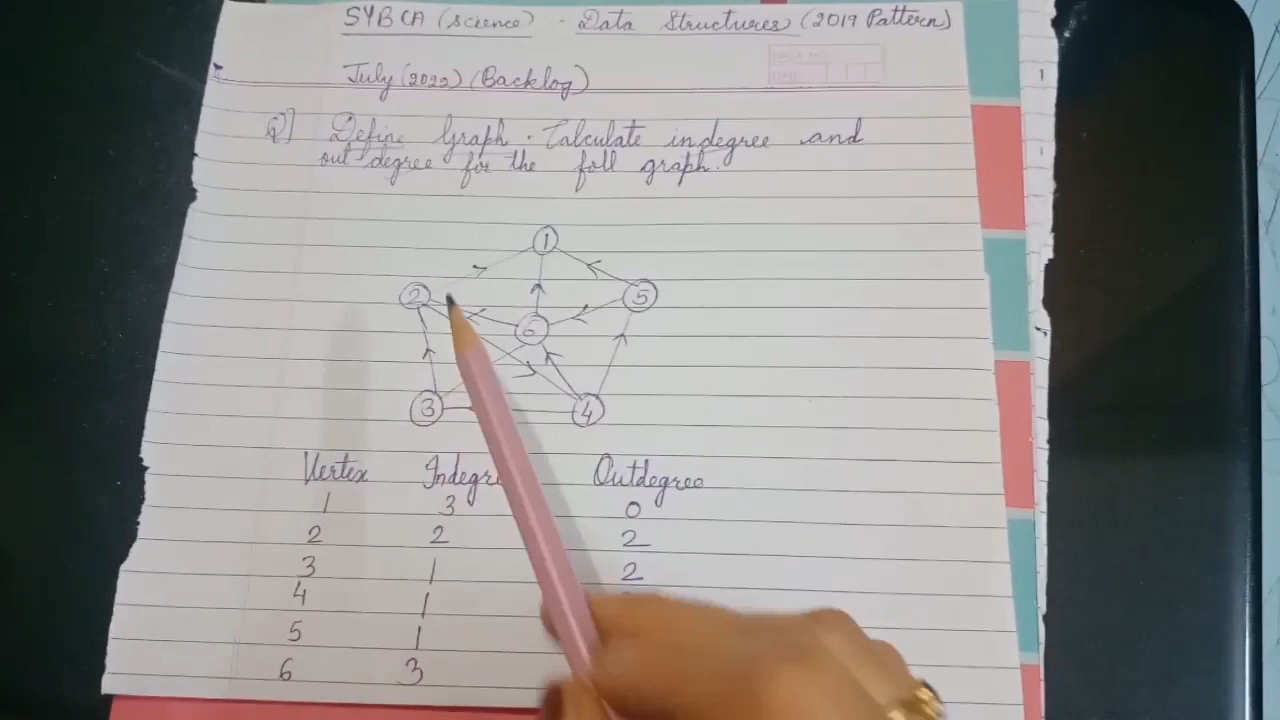 SYBCA (Science) - Data Structures (2019 Pattern)
July (2022) (Backlog)
Q] Define Graph. Calculate indegree and
out degree for the foll graph.
1
2
5
6
3
4
Vertex Outdegree
1 3 0
2 2 2
3 1 2
4 1
5 1
6 3